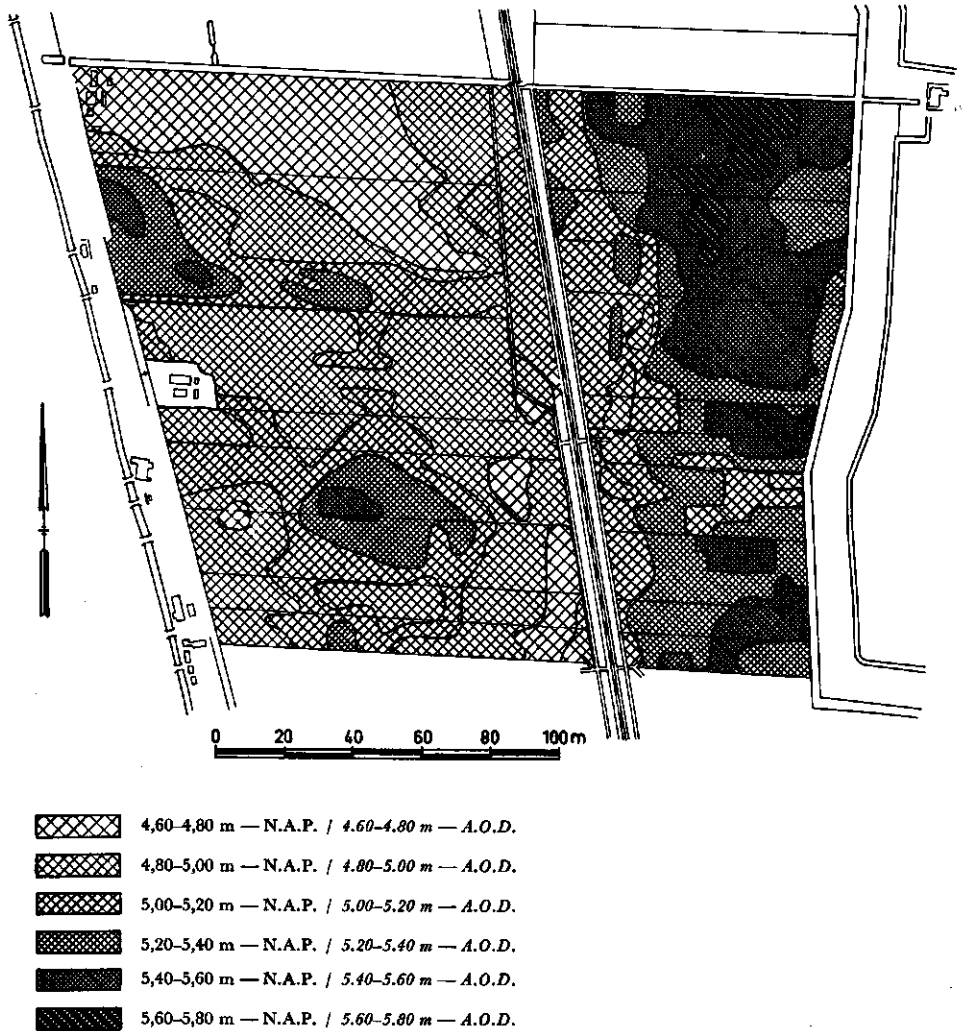 0 20 40 60 80 100m
4,60–4,80 m — N.A.P. / 4.60–4.80 m — A.O.D.
4,80–5,00 m — N.A.P. / 4.80–5.00 m — A.O.D.
5,00–5,20 m — N.A.P. / 5.00–5.20 m — A.O.D.
5,20–5,40 m — N.A.P. / 5.20–5.40 m — A.O.D.
5,40–5,60 m — N.A.P. / 5.40–5.60 m — A.O.D.
5,60–5,80 m — N.A.P. / 5.60–5.80 m — A.O.D.